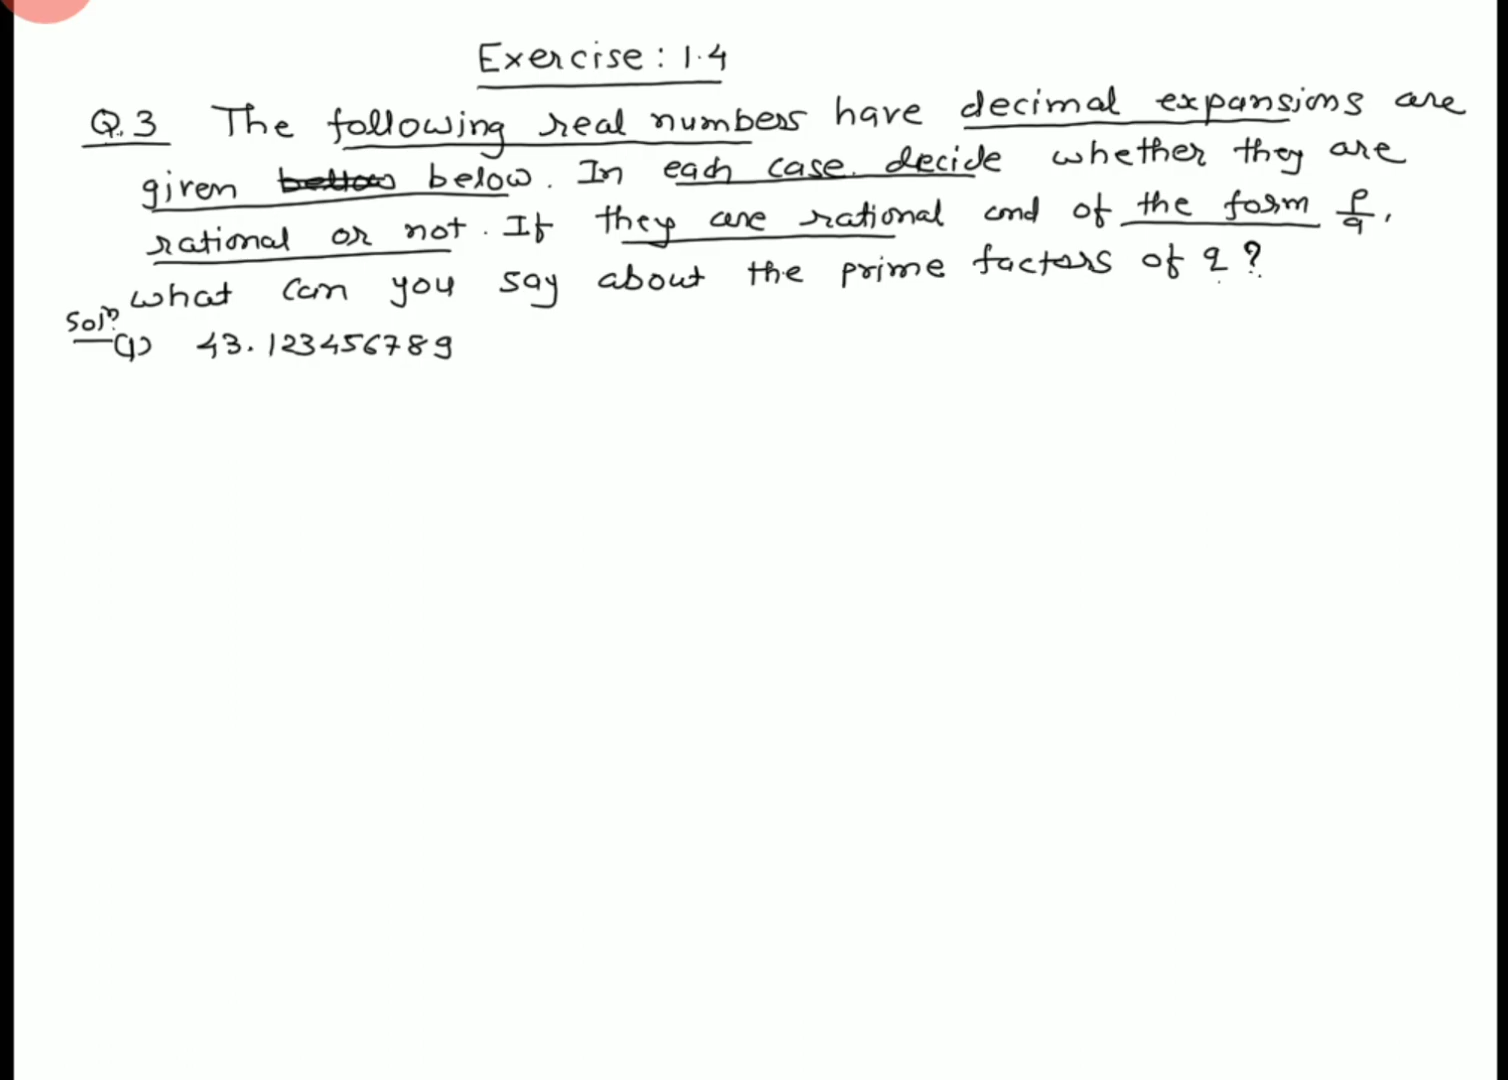 Exercise: 1.4
Q.3 The following real numbers have decimal expansions are
given below. In each case decide whether they are
rational or not. If they are rational and of the form p/q,
what can you say about the prime factors of q?
Solⁿ
(1) 43.123456789